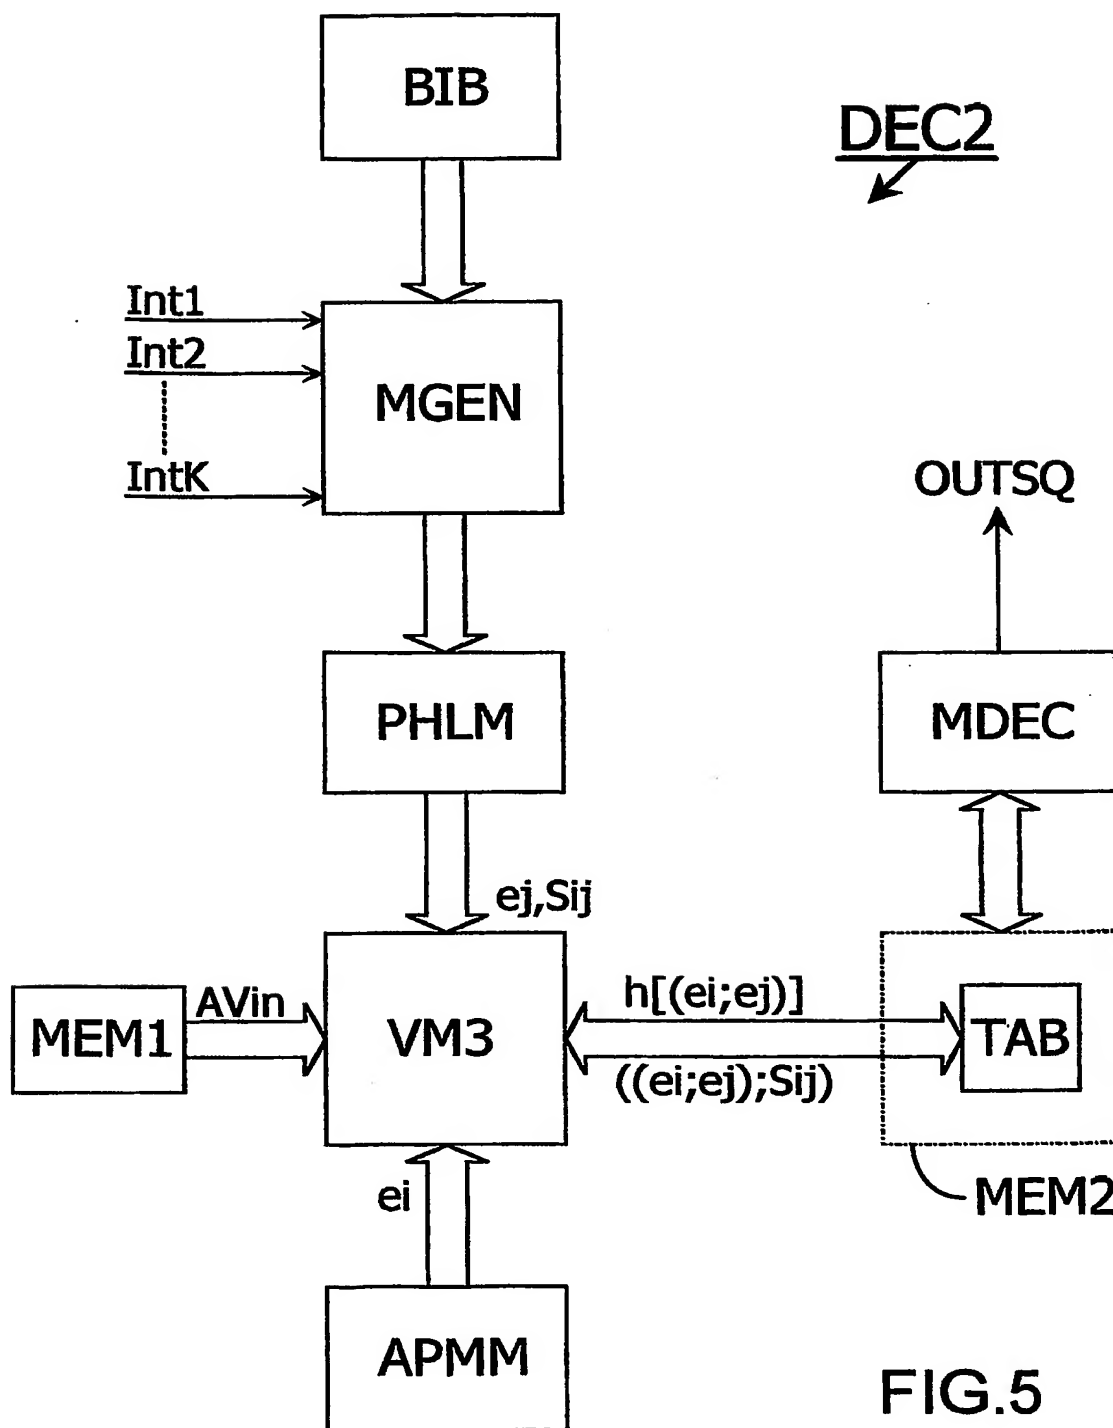 BIB
DEC2
Int1
Int2
MGEN
IntK
OUTSQ
PHLM
MDEC
ej,Sij
MEM1
AVin
VM3
h[(ei;ej)]
((ei;ej);Sij)
TAB
ei
MEM2
APMM
FIG.5